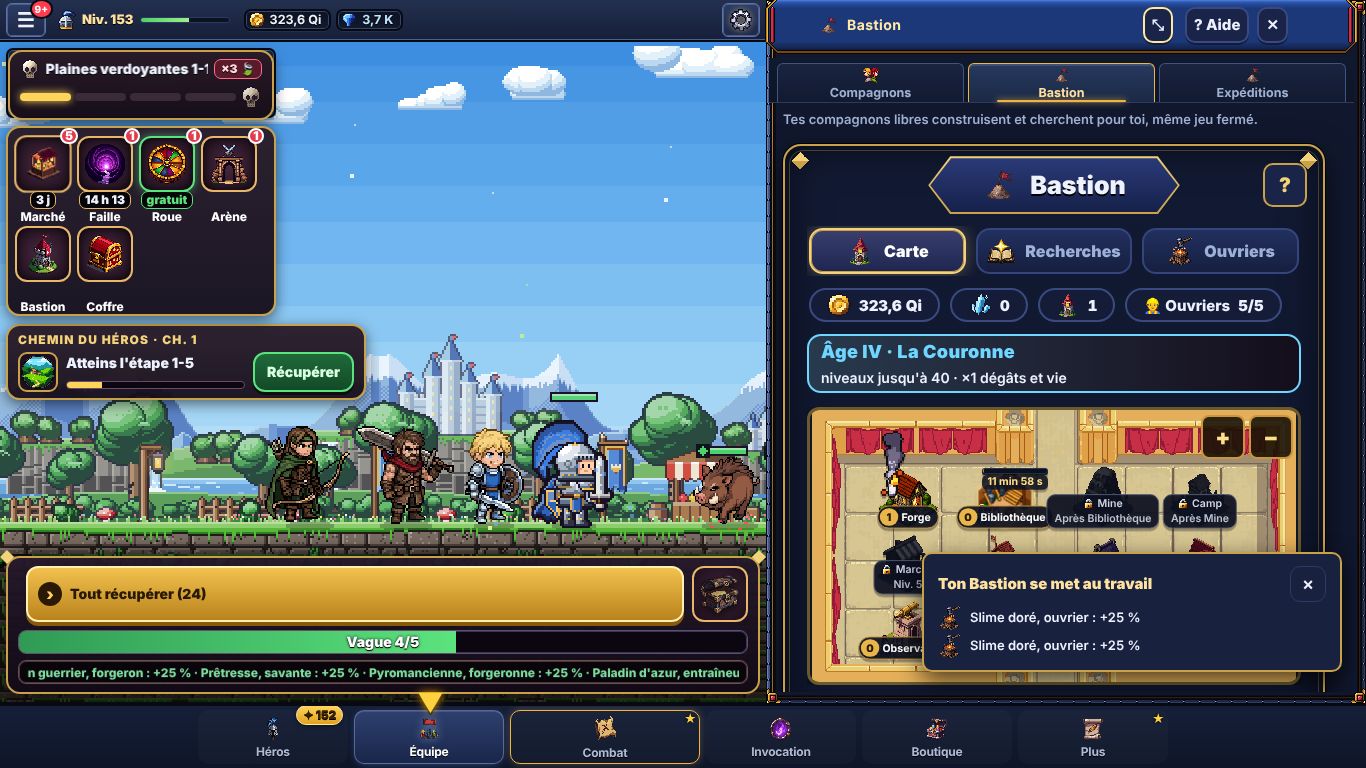 9+
Niv. 153
323,6 Qi
3,7 K
Plaines verdoyantes 1-1
×3
5
1
1
1
3 j
14 h 13
gratuit
Marché
Faille
Roue
Arène
Bastion
Coffre
CHEMIN DU HÉROS · CH. 1
Atteins l'étape 1-5
Récupérer
Tout récupérer (24)
Vague 4/5
n guerrier, forgeron : +25 % · Prêtresse, savante : +25 % · Pyromancienne, forgeronne : +25 % · Paladin d'azur, entraîneu
Bastion
? Aide
×
Compagnons
Bastion
Expéditions
Tes compagnons libres construisent et cherchent pour toi, même jeu fermé.
Bastion
?
Carte
Recherches
Ouvriers
323,6 Qi
0
1
Ouvriers 5/5
Âge IV · La Couronne
niveaux jusqu'à 40 · ×1 dégâts et vie
+
−
11 min 58 s
1 Forge
0 Bibliothèque
Mine
Après Bibliothèque
Camp
Après Mine
Marc
Niv. 5
0 Observa
Ton Bastion se met au travail
×
Slime doré, ouvrier : +25 %
Slime doré, ouvrier : +25 %
152
Héros
Équipe
Combat
Invocation
Boutique
Plus